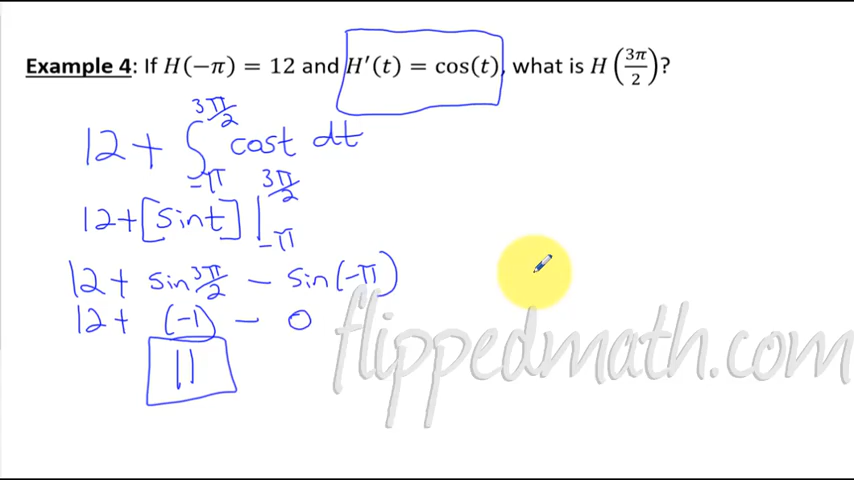 Example 4: If H(−π) = 12 and H′(t) = cos(t), what is H(3π/2)?
12 + ∫_{-π}^{3π/2} cost dt
12+[sint] |_{-π}^{3π/2}
12 + sin 3π/2 − sin(−π)
12 + (−1) − 0
11
flippedmath.com